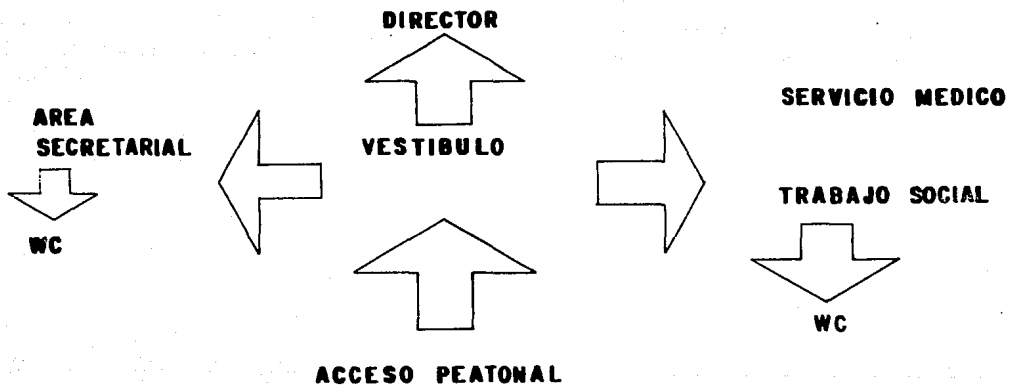 DIRECTOR
SERVICIO MEDICO
AREA
SECRETARIAL
VESTIBULO
TRABAJO SOCIAL
WC
WC
ACCESO PEATONAL